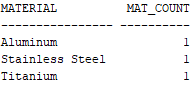 MATERIAL         MAT_COUNT
---------------- ----------
Aluminum                  1
Stainless Steel           1
Titanium                  1